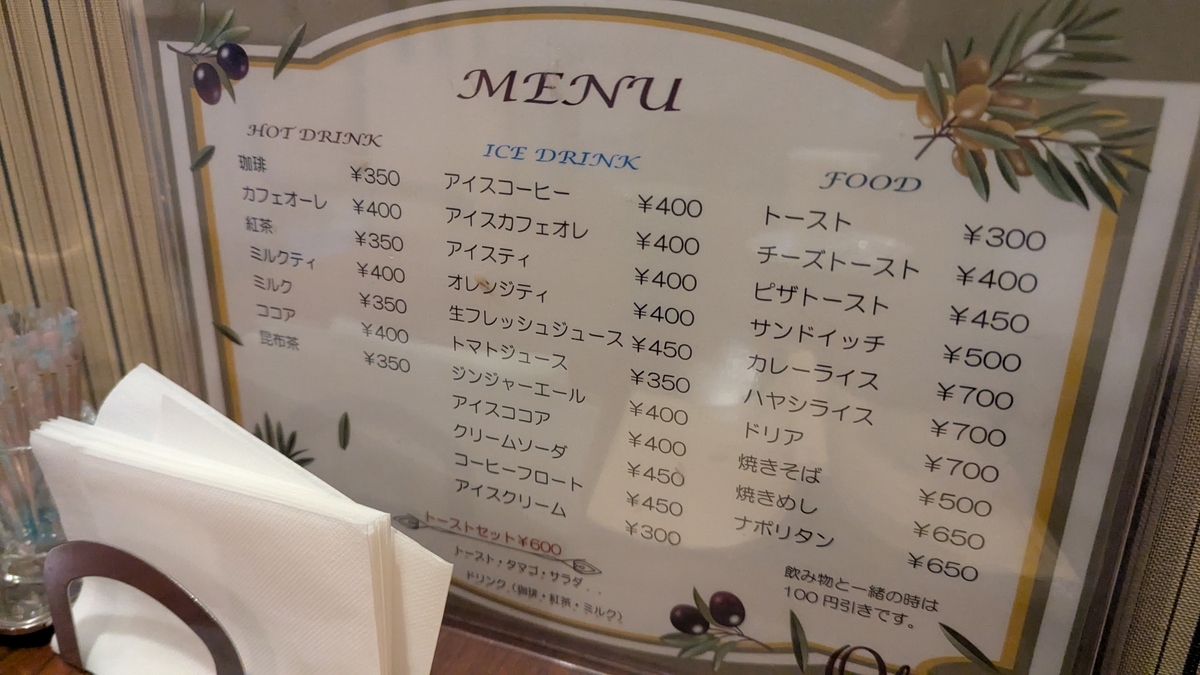 MENU
HOT DRINK
珈琲 ¥350
カフェオーレ ¥400
紅茶 ¥350
ミルクティ ¥400
ミルク ¥350
ココア ¥400
昆布茶 ¥350
ICE DRINK
アイスコーヒー ¥400
アイスカフェオレ ¥400
アイスティ ¥400
オレンジティ ¥400
生フレッシュジュース ¥450
トマトジュース ¥350
ジンジャーエール ¥400
アイスココア ¥400
クリームソーダ ¥450
コーヒーフロート ¥450
アイスクリーム ¥300
トーストセット¥600
トースト・タマゴ・サラダ
ドリンク (珈琲・紅茶・ミルク)
FOOD
トースト ¥300
チーズトースト ¥400
ピザトースト ¥450
サンドイッチ ¥500
カレーライス ¥700
ハヤシライス ¥700
ドリア ¥700
焼きそば ¥500
焼きめし ¥650
ナポリタン ¥650
飲み物と一緒の時は
100円引きです。